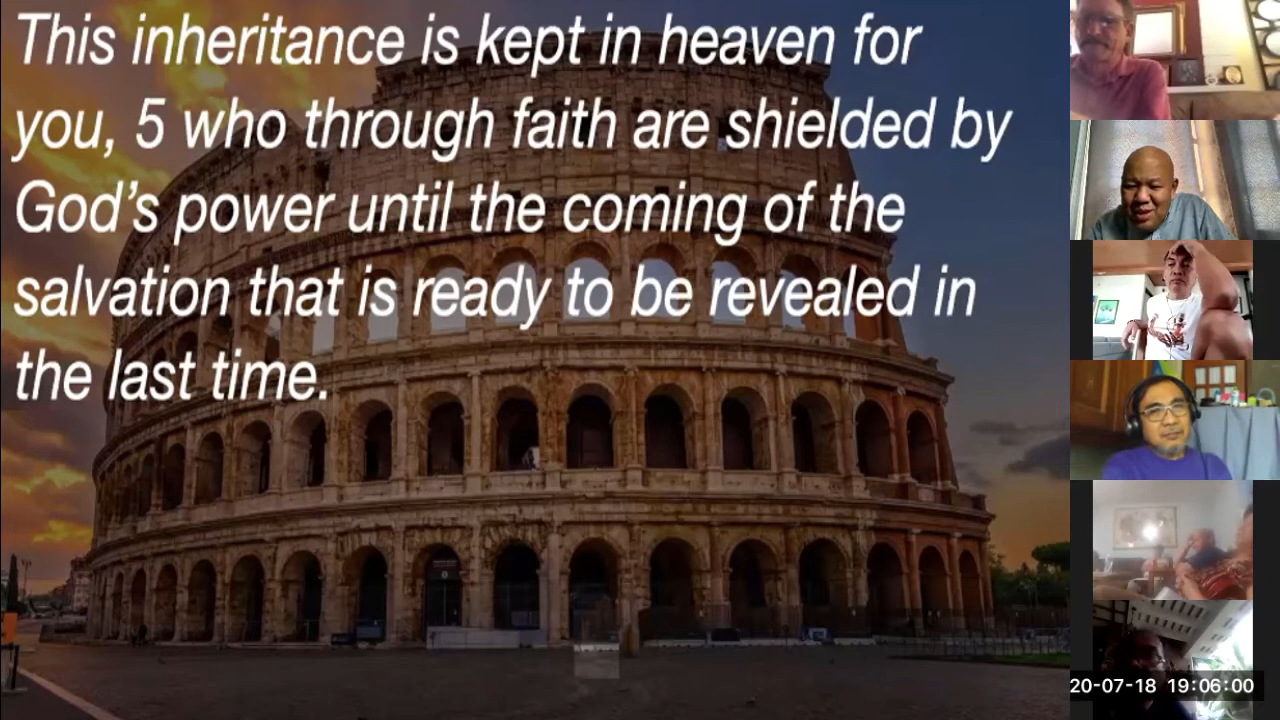 This inheritance is kept in heaven for
you, 5 who through faith are shielded by
God’s power until the coming of the
salvation that is ready to be revealed in
the last time.
20-07-18 19:06:00